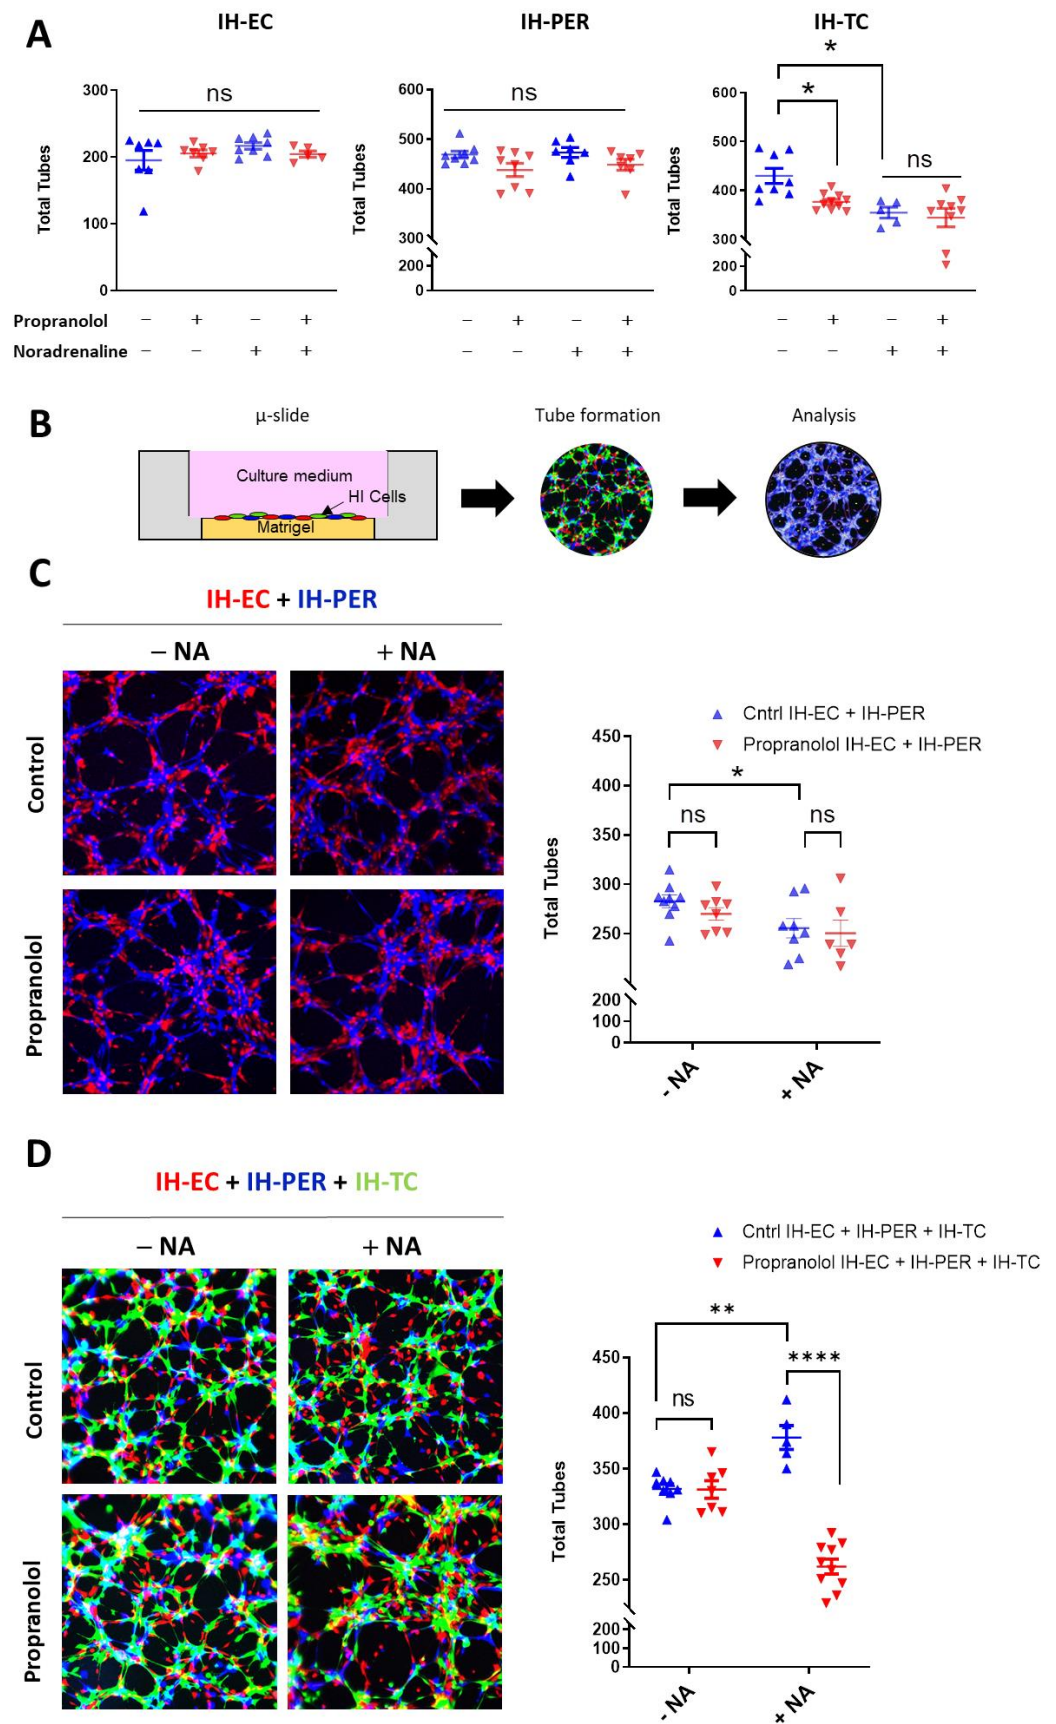 A
IH-EC
IH-PER
IH-TC
Total Tubes
300
200
100
0
ns
Total Tubes
600
500
400
300
200
0
ns
Total Tubes
600
500
400
300
200
0
*
*
ns
Propranolol − + − + − + − + − + − +
Noradrenaline − − + + − − + + − − + +
B
µ-slide
Tube formation
Analysis
Culture medium
HI Cells
Matrigel
C
IH-EC + IH-PER
− NA + NA
Control
Propranolol
Cntrl IH-EC + IH-PER
Propranolol IH-EC + IH-PER
Total Tubes
450
400
350
300
250
200
100
0
*
ns
ns
- NA
+ NA
D
IH-EC + IH-PER + IH-TC
− NA + NA
Control
Propranolol
Cntrl IH-EC + IH-PER + IH-TC
Propranolol IH-EC + IH-PER + IH-TC
Total Tubes
450
400
350
300
250
200
100
0
**
****
ns
- NA
+ NA